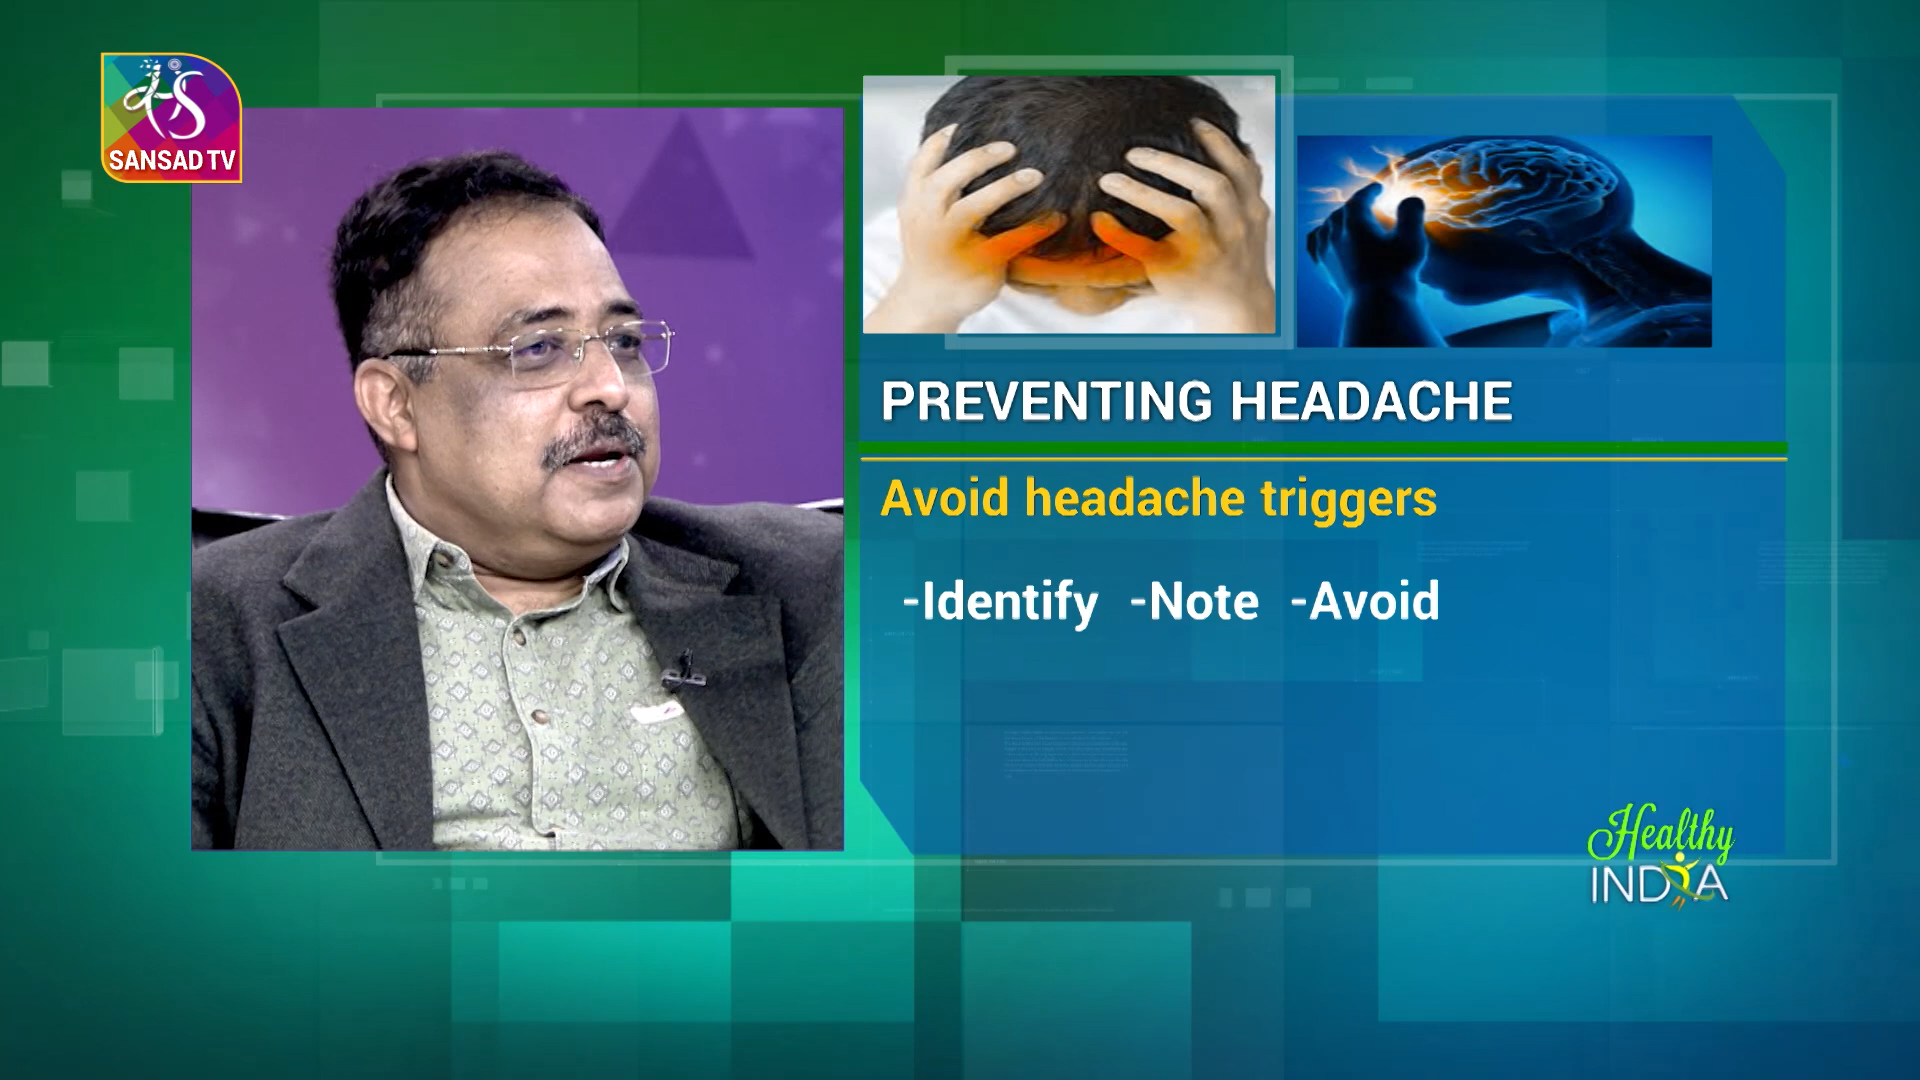 SANSAD TV
PREVENTING HEADACHE
Avoid headache triggers
-Identify -Note -Avoid
Healthy
INDIA